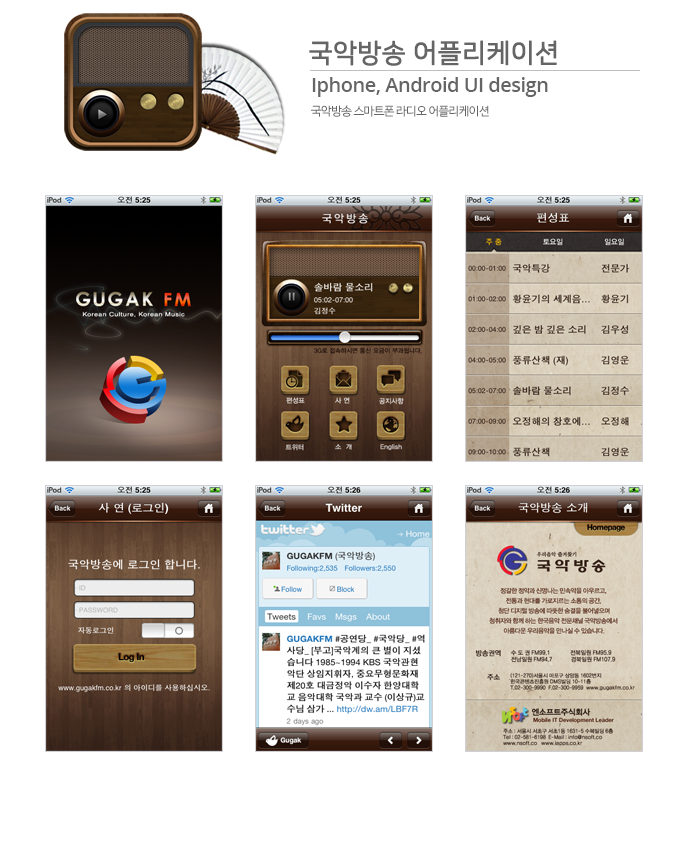 국악방송 어플리케이션
Iphone, Android UI design
국악방송 스마트폰 라디오 어플리케이션
iPod 오전 5:25
GUGAK FM
Korean Culture, Korean Music
iPod 오전 5:25
국악방송
솔바람 물소리
05:02-07:00
김정수
3G로 접속하시면 통신 요금이 부과됩니다.
편성표 사 연 공지사항
트위터 소 개 English
iPod 오전 5:25
Back 편성표
주 중 토요일 일요일
00:00-01:00 국악특강 전문가
01:00-02:00 황윤기의 세계음... 황윤기
02:00-04:00 깊은 밤 깊은 소리 김우성
04:00-05:00 풍류산책 (재) 김영운
05:02-07:00 솔바람 물소리 김정수
07:00-09:00 오정해의 창호에... 오정해
09:00-10:00 풍류산책 김영운
iPod 오전 5:25
Back 사 연 (로그인)
국악방송에 로그인 합니다.
ID
PASSWORD
자동로그인
Log In
www.gugakfm.co.kr 의 아이디를 사용하십시오.
iPod 오전 5:26
Back Twitter
twitter Home
GUGAKFM (국악방송)
Following:2,535 Followers:2,550
Follow Block
Tweets Favs Msgs About
GUGAKFM #공연당_ #국악당_ #역
사당_ [부고]국악계의 큰 별이 지셨
습니다 1985~1994 KBS 국악관현
악단 상임지휘자, 중요무형문화재
제20호 대금정악 이수자 한양대학
교 음악대학 국악과 교수 (이상규)교
수님 삼가 ... http://dw.am/LBF7R
2 days ago
Gugak
iPod 오전 5:26
Back 국악방송 소개
Homepage
우리음악 즐겨찾기
국악방송
정갈한 정악과 신명나는 민속악을 아우르고,
전통과 현대를 가로지르는 소통의 공간,
첨단 디지털 방송에 따뜻한 숨결을 불어넣으며
청취자와 함께 하는 한국음악 전문채널 국악방송에서
아름다운 우리음악을 만나실 수 있습니다.
방송권역 수 도 권 FM99.1 전북일원 FM95.9
전남일원 FM94.7 경북일원 FM107.9
주소 (121-270)서울시 마포구 상암동 1602번지
한국콘텐츠진흥원 DMS빌딩 10-11층
T.02-300-9990 F.02-300-9959 www.gugakfm.co.kr
엔소프트주식회사
Mobile IT Development Leader
주소 : 서울시 서초구 서초1동 1631-5 수복빌딩 6층
Tel : 02-581-6198 E-Mail : info@nsoft.co
www.nsoft.co www.iapps.co.kr